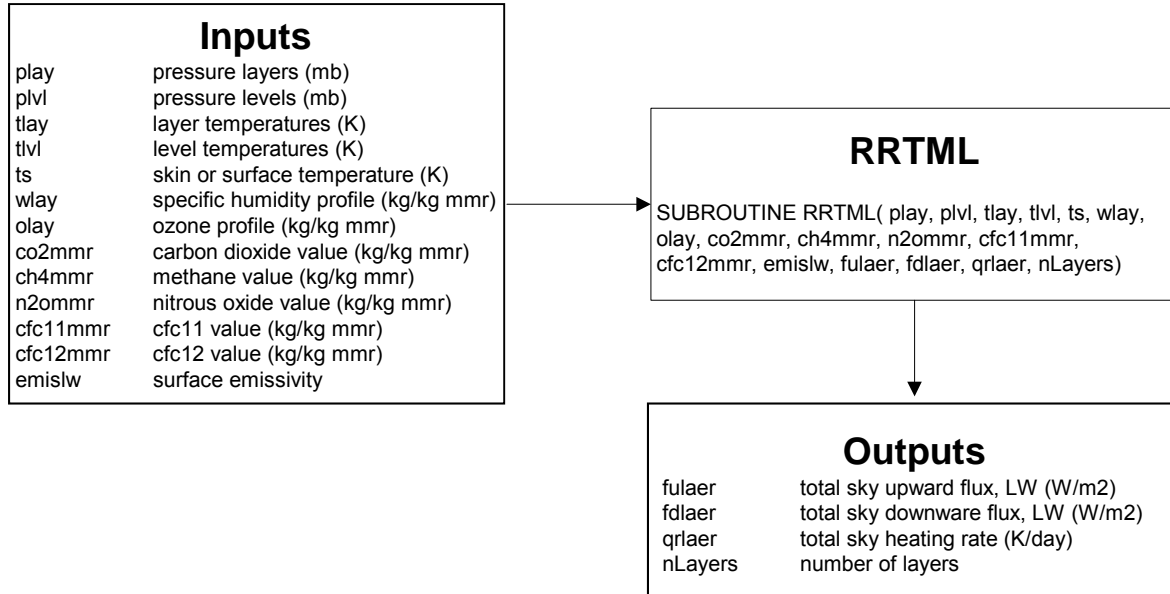 Inputs
play pressure layers (mb)
plvl pressure levels (mb)
tlay layer temperatures (K)
tlvl level temperatures (K)
ts skin or surface temperature (K)
wlay specific humidity profile (kg/kg mmr)
olay ozone profile (kg/kg mmr)
co2mmr carbon dioxide value (kg/kg mmr)
ch4mmr methane value (kg/kg mmr)
n2ommr nitrous oxide value (kg/kg mmr)
cfc11mmr cfc11 value (kg/kg mmr)
cfc12mmr cfc12 value (kg/kg mmr)
emislw surface emissivity
RRTML
SUBROUTINE RRTML( play, plvl, tlay, tlvl, ts, wlay,
olay, co2mmr, ch4mmr, n2ommr, cfc11mmr,
cfc12mmr, emislw, fulaer, fdlaer, qrlaer, nLayers)
Outputs
fulaer total sky upward flux, LW (W/m2)
fdlaer total sky downware flux, LW (W/m2)
qrlaer total sky heating rate (K/day)
nLayers number of layers